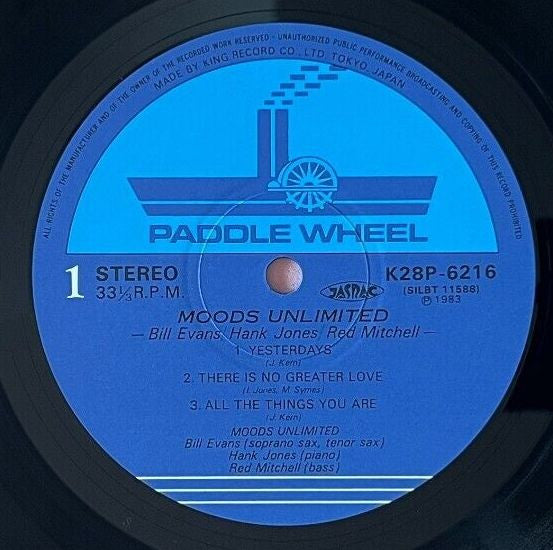 ALL RIGHTS OF THE MANUFACTURER AND OF THE OWNER OF THE RECORDED WORK RESERVED · UNAUTHORIZED PUBLIC PERFORMANCE BROADCASTING AND COPYING OF THIS RECORD PROHIBITED
MADE BY KING RECORD CO., LTD. TOKYO, JAPAN
PADDLE WHEEL
1 STEREO
33⅓R.P.M.
JASRAC
K28P-6216
(SILBT 11588)
℗ 1983
MOODS UNLIMITED
—Bill Evans/Hank Jones/Red Mitchell—
1. YESTERDAYS
(J. Kern)
2. THERE IS NO GREATER LOVE
(I. Jones, M. Symes)
3. ALL THE THINGS YOU ARE
(J. Kern)
MOODS UNLIMITED
Bill Evans (soprano sax, tenor sax)
Hank Jones (piano)
Red Mitchell (bass)